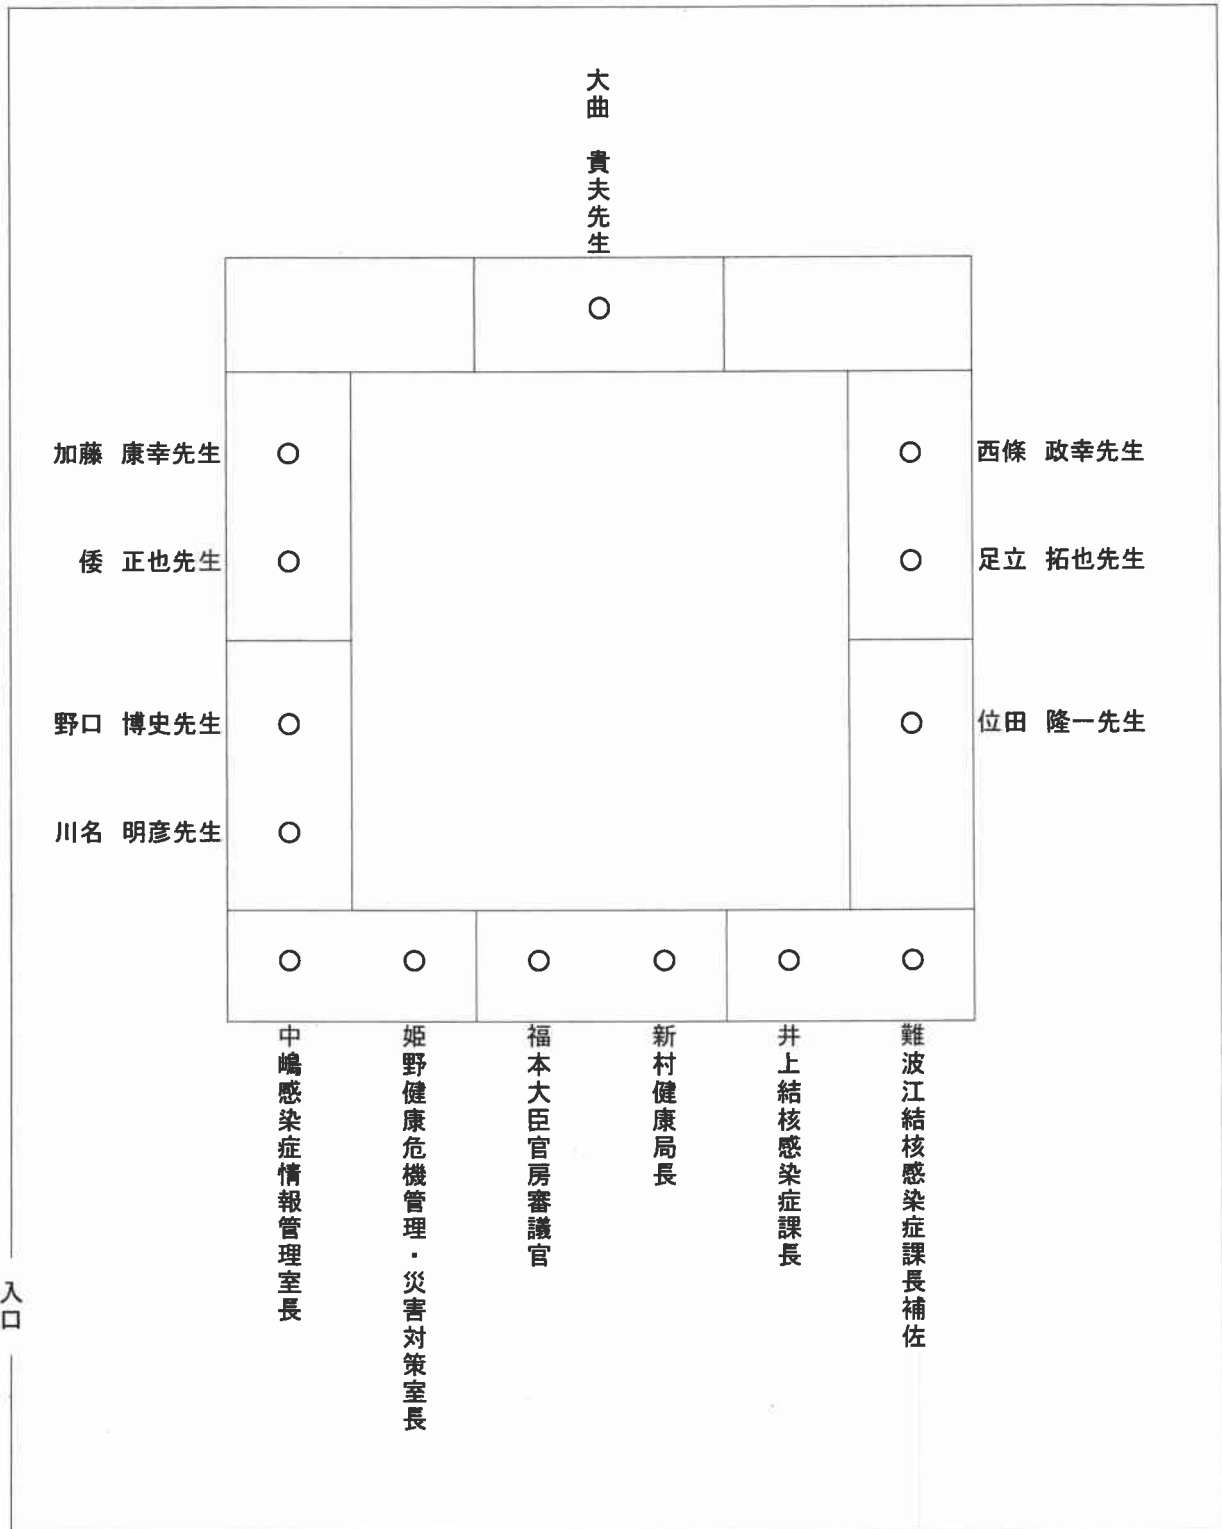 大曲　貴夫先生
加藤　康幸先生
西條　政幸先生
倭　正也先生
足立　拓也先生
野口　博史先生
位田　隆一先生
川名　明彦先生
中嶋感染症情報管理室長
姫野健康危機管理・災害対策室長
福本大臣官房審議官
新村健康局長
井上結核感染症課長
難波江結核感染症課長補佐
入口